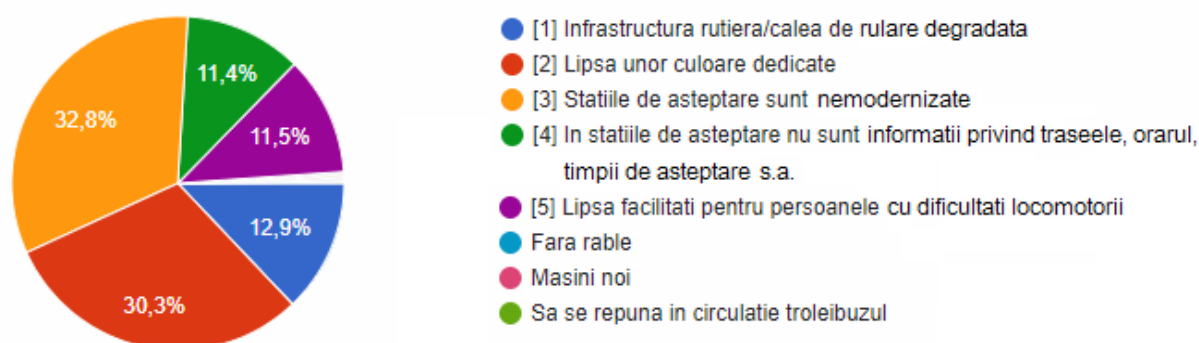 11,4%
32,8%
11,5%
12,9%
30,3%
[1] Infrastructura rutiera/calea de rulare degradata
[2] Lipsa unor culoare dedicate
[3] Statiile de asteptare sunt nemodernizate
[4] In statiile de asteptare nu sunt informatii privind traseele, orarul,
timpii de asteptare s.a.
[5] Lipsa facilitati pentru persoanele cu dificultati locomotorii
Fara rable
Masini noi
Sa se repuna in circulatie troleibuzul